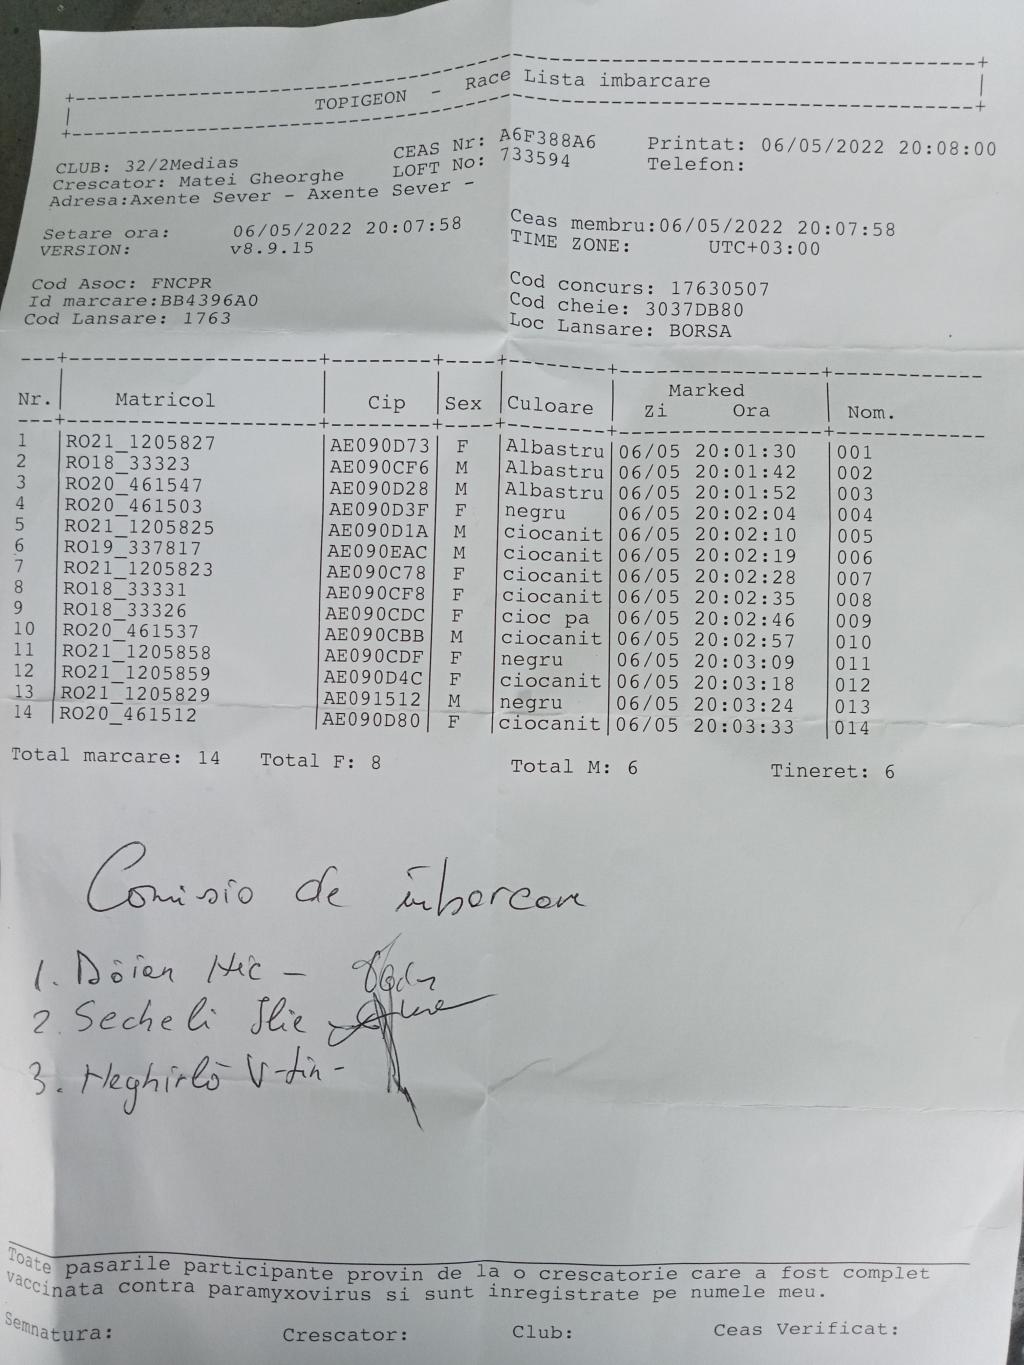 +------------------------------------------------------------+
| TOPIGEON - Race Lista imbarcare |
+------------------------------------------------------------+
CLUB: 32/2Medias CEAS Nr: A6F388A6 Printat: 06/05/2022 20:08:00
Crescator: Matei Gheorghe LOFT No: 733594 Telefon:
Adresa:Axente Sever - Axente Sever -
Setare ora: 06/05/2022 20:07:58 Ceas membru:06/05/2022 20:07:58
VERSION: v8.9.15 TIME ZONE: UTC+03:00
Cod Asoc: FNCPR Cod concurs: 17630507
Id marcare:BB4396A0 Cod cheie: 3037DB80
Cod Lansare: 1763 Loc Lansare: BORSA
Marked
Nr. | Matricol | Cip | Sex | Culoare | Zi Ora | Nom.
1 |RO21_1205827 |AE090D73| F |Albastru|06/05 20:01:30 |001
2 |RO18_33323 |AE090CF6| M |Albastru|06/05 20:01:42 |002
3 |RO20_461547 |AE090D28| M |Albastru|06/05 20:01:52 |003
4 |RO20_461503 |AE090D3F| F |negru |06/05 20:02:04 |004
5 |RO21_1205825 |AE090D1A| M |ciocanit|06/05 20:02:10 |005
6 |RO19_337817 |AE090EAC| M |ciocanit|06/05 20:02:19 |006
7 |RO21_1205823 |AE090C78| F |ciocanit|06/05 20:02:28 |007
8 |RO18_33331 |AE090CF8| F |ciocanit|06/05 20:02:35 |008
9 |RO18_33326 |AE090CDC| F |cioc pa |06/05 20:02:46 |009
10 |RO20_461537 |AE090CBB| M |ciocanit|06/05 20:02:57 |010
11 |RO21_1205858 |AE090CDF| F |negru |06/05 20:03:09 |011
12 |RO21_1205859 |AE090D4C| F |ciocanit|06/05 20:03:18 |012
13 |RO21_1205829 |AE091512| M |negru |06/05 20:03:24 |013
14 |RO20_461512 |AE090D80| F |ciocanit|06/05 20:03:33 |014
Total marcare: 14 Total F: 8 Total M: 6 Tineret: 6
Comisio de îmborcare
1. Dôian -
2. Secheli Ilie
3. V-tin -
Toate pasarile participante provin de la o crescatorie care a fost complet
vaccinata contra paramyxovirus si sunt inregistrate pe numele meu.
Semnatura: Crescator: Club: Ceas Verificat: